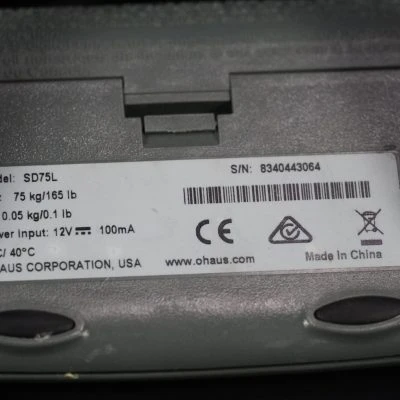 del: SD75L
: 75 kg/165 lb
0.05 kg/0.1 lb
wer input: 12V⎓ 100mA
C/ 40°C
HAUS CORPORATION, USA
S/N: 8340443064
CE
www.ohaus.com
Made In China